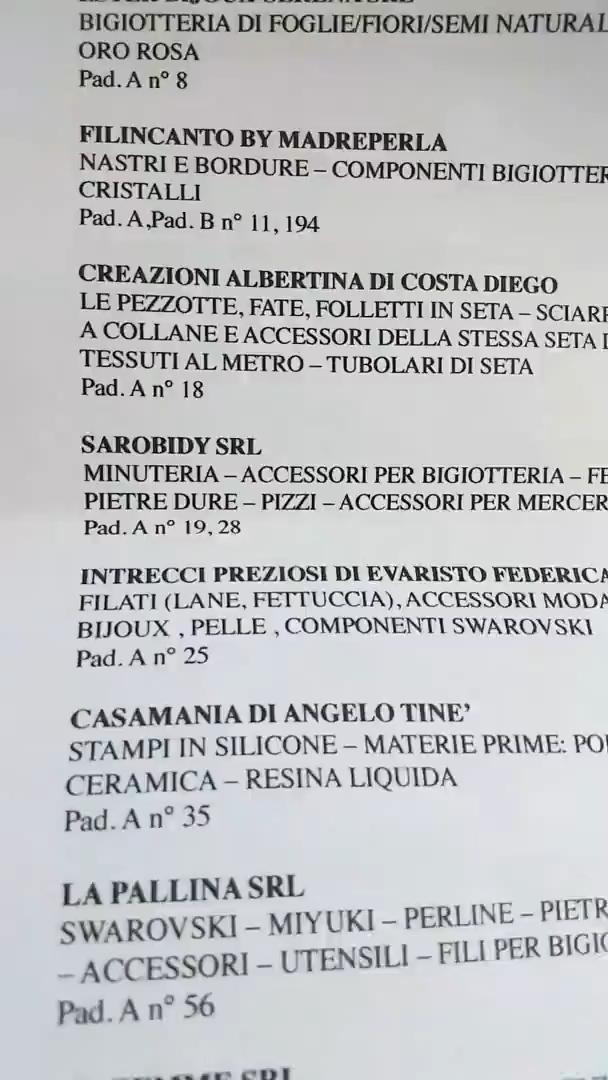 BIGIOTTERIA DI FOGLIE/FIORI/SEMI NATURAL
ORO ROSA
Pad. A n° 8
FILINCANTO BY MADREPERLA
NASTRI E BORDURE – COMPONENTI BIGIOTTER
CRISTALLI
Pad. A,Pad. B n° 11, 194
CREAZIONI ALBERTINA DI COSTA DIEGO
LE PEZZOTTE, FATE, FOLLETTI IN SETA – SCIARP
A COLLANE E ACCESSORI DELLA STESSA SETA D
TESSUTI AL METRO – TUBOLARI DI SETA
Pad. A n° 18
SAROBIDY SRL
MINUTERIA – ACCESSORI PER BIGIOTTERIA – FE
PIETRE DURE – PIZZI – ACCESSORI PER MERCER
Pad. A n° 19, 28
INTRECCI PREZIOSI DI EVARISTO FEDERICA
FILATI (LANE, FETTUCCIA), ACCESSORI MODA
BIJOUX , PELLE , COMPONENTI SWAROVSKI
Pad. A n° 25
CASAMANIA DI ANGELO TINE’
STAMPI IN SILICONE – MATERIE PRIME: PO
CERAMICA – RESINA LIQUIDA
Pad. A n° 35
LA PALLINA SRL
SWAROVSKI – MIYUKI – PERLINE – PIETR
– ACCESSORI – UTENSILI – FILI PER BIGIO
Pad. A n° 56
SRL